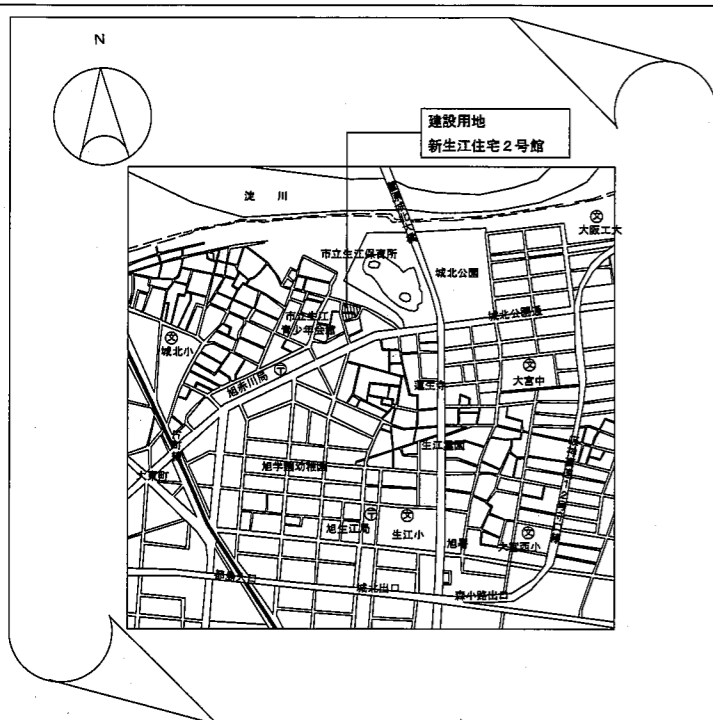 N
建設用地
新生江住宅2号館
淀 川
大阪工大
市立生江保育所
城北公園
市立生江
青少年会館
城北公園通
城北小
旭赤川局
蓮生寺
大宮中
生江霊園
大東町
旭学園幼稚園
旭生江局
生江小
旭署
大宮西小
城北出口
森小路出口